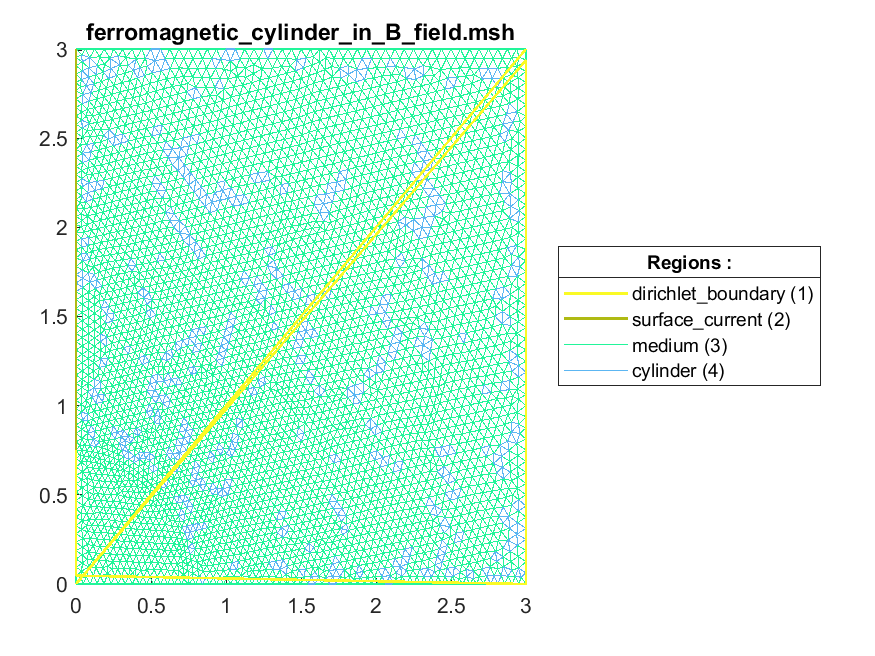 ferromagnetic_cylinder_in_B_field.msh
3
2.5
2
1.5
1
0.5
0
0 0.5 1 1.5 2 2.5 3
Regions :
dirichlet_boundary (1)
surface_current (2)
medium (3)
cylinder (4)